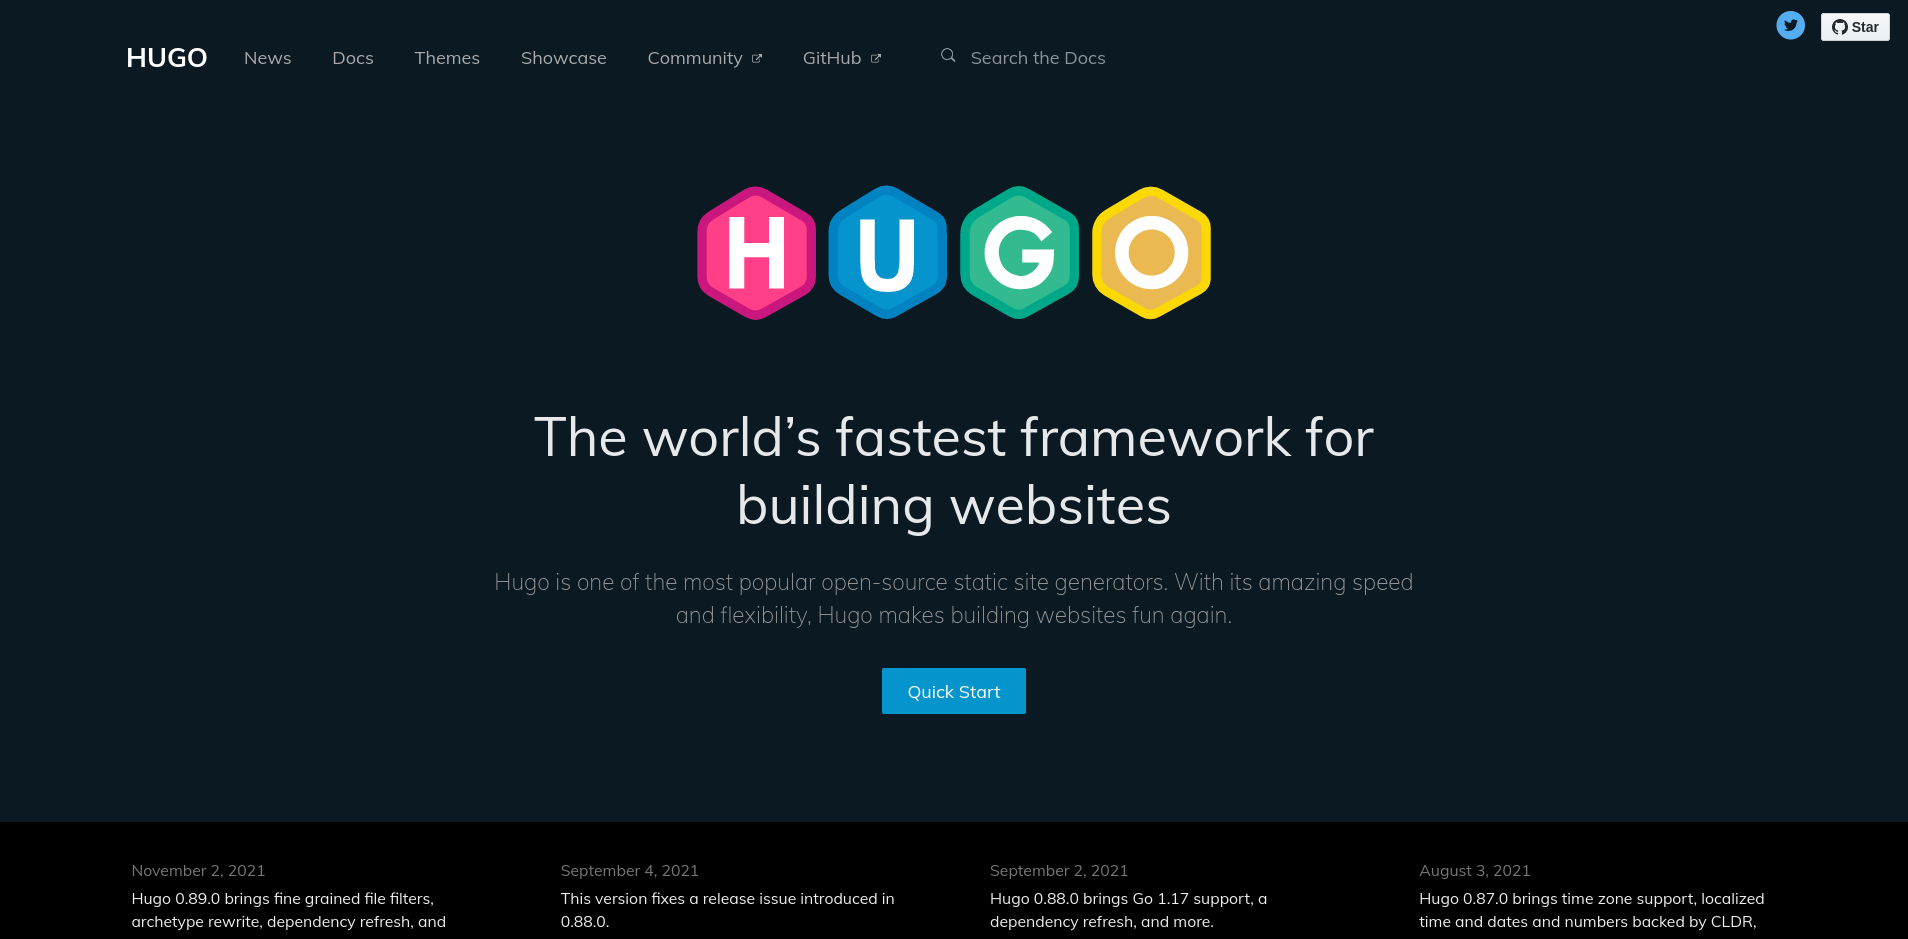 HUGO News Docs Themes Showcase Community GitHub Search the Docs
Star
HUGO
The world’s fastest framework for
building websites
Hugo is one of the most popular open-source static site generators. With its amazing speed
and flexibility, Hugo makes building websites fun again.
Quick Start
November 2, 2021
Hugo 0.89.0 brings fine grained file filters,
archetype rewrite, dependency refresh, and
September 4, 2021
This version fixes a release issue introduced in
0.88.0.
September 2, 2021
Hugo 0.88.0 brings Go 1.17 support, a
dependency refresh, and more.
August 3, 2021
Hugo 0.87.0 brings time zone support, localized
time and dates and numbers backed by CLDR,